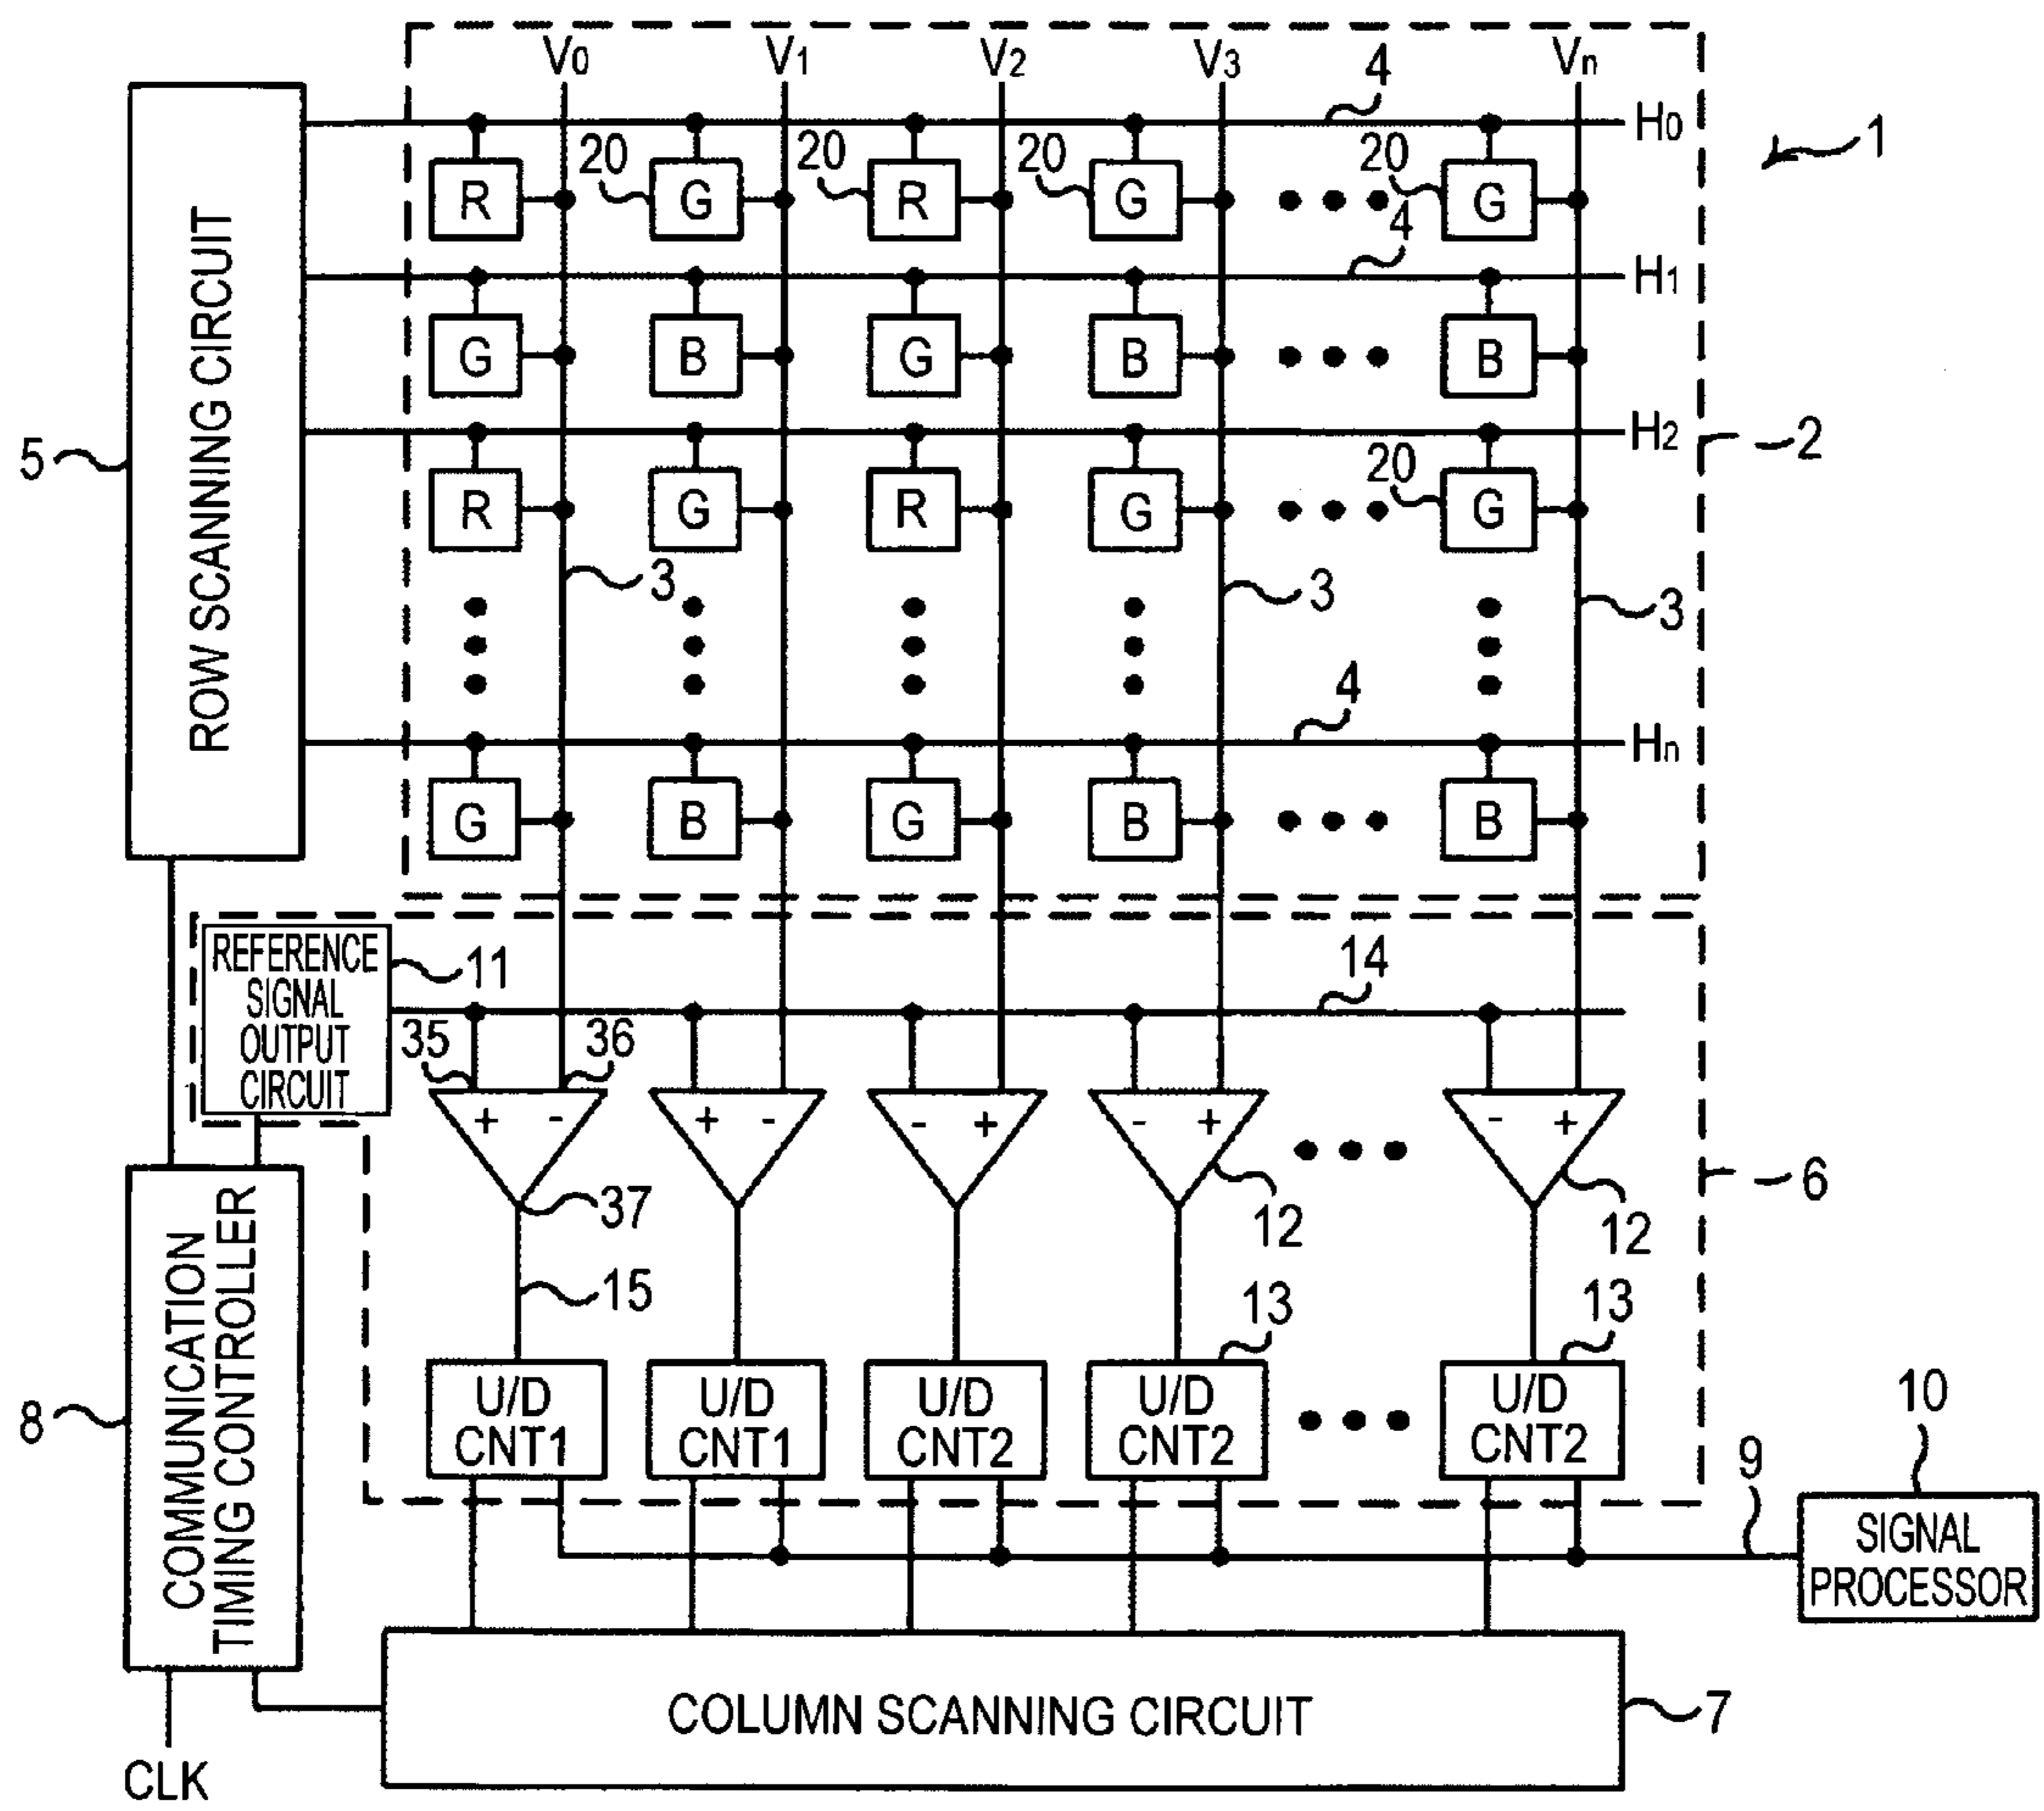 V0 V1 V2 V3 4 Vn
H0 1
20 20 20 20
R G R G G
4
H1
G B G B B
H2 2
5 ROW SCANNING CIRCUIT
20
R G R G G
3 3 3
4
Hn
G B G B B
REFERENCE
SIGNAL
OUTPUT
CIRCUIT
11 14
35 36
+ - + - - + - + - +
6
37 12 12
15 13 13
8 COMMUNICATION
TIMING CONTROLLER
U/D
CNT1
U/D
CNT1
U/D
CNT2
U/D
CNT2
U/D
CNT2
9 10
SIGNAL
PROCESSOR
COLUMN SCANNING CIRCUIT 7
CLK